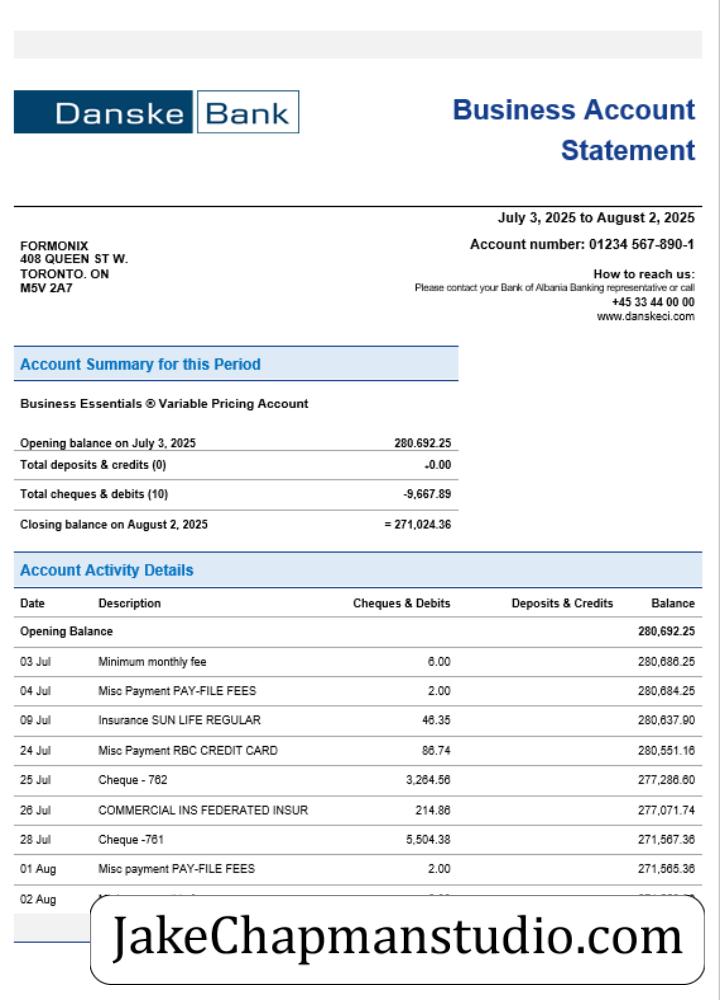 Danske Bank
Business Account
Statement
July 3, 2025 to August 2, 2025
Account number: 01234 567-890-1
FORMONIX
408 QUEEN ST W.
TORONTO. ON
M5V 2A7
How to reach us:
Please contact your Bank of Albania Banking representative or call
+45 33 44 00 00
www.danskeci.com
Account Summary for this Period
Business Essentials ® Variable Pricing Account
Opening balance on July 3, 2025 280.692.25
Total deposits & credits (0) -0.00
Total cheques & debits (10) -9,667.89
Closing balance on August 2, 2025 = 271,024.36
Account Activity Details
Date Description Cheques & Debits Deposits & Credits Balance
Opening Balance 280,692.25
03 Jul Minimum monthly fee 6.00 280,686.25
04 Jul Misc Payment PAY-FILE FEES 2.00 280,684.25
09 Jul Insurance SUN LIFE REGULAR 46.35 280,637.90
24 Jul Misc Payment RBC CREDIT CARD 86.74 280,551.16
25 Jul Cheque - 762 3,264.56 277,286.60
26 Jul COMMERCIAL INS FEDERATED INSUR 214.86 277,071.74
28 Jul Cheque -761 5,504.38 271,567.36
01 Aug Misc payment PAY-FILE FEES 2.00 271,565.36
02 Aug
JakeChapmanstudio.com